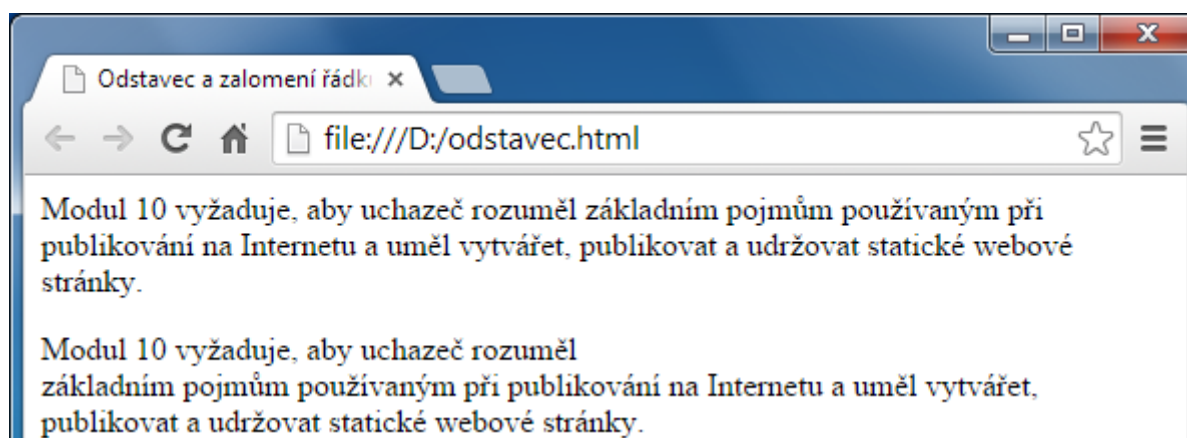 Odstavec a zalomení řádk
file:///D:/odstavec.html
Modul 10 vyžaduje, aby uchazeč rozuměl základním pojmům používaným při
publikování na Internetu a uměl vytvářet, publikovat a udržovat statické webové
stránky.
Modul 10 vyžaduje, aby uchazeč rozuměl
základním pojmům používaným při publikování na Internetu a uměl vytvářet,
publikovat a udržovat statické webové stránky.